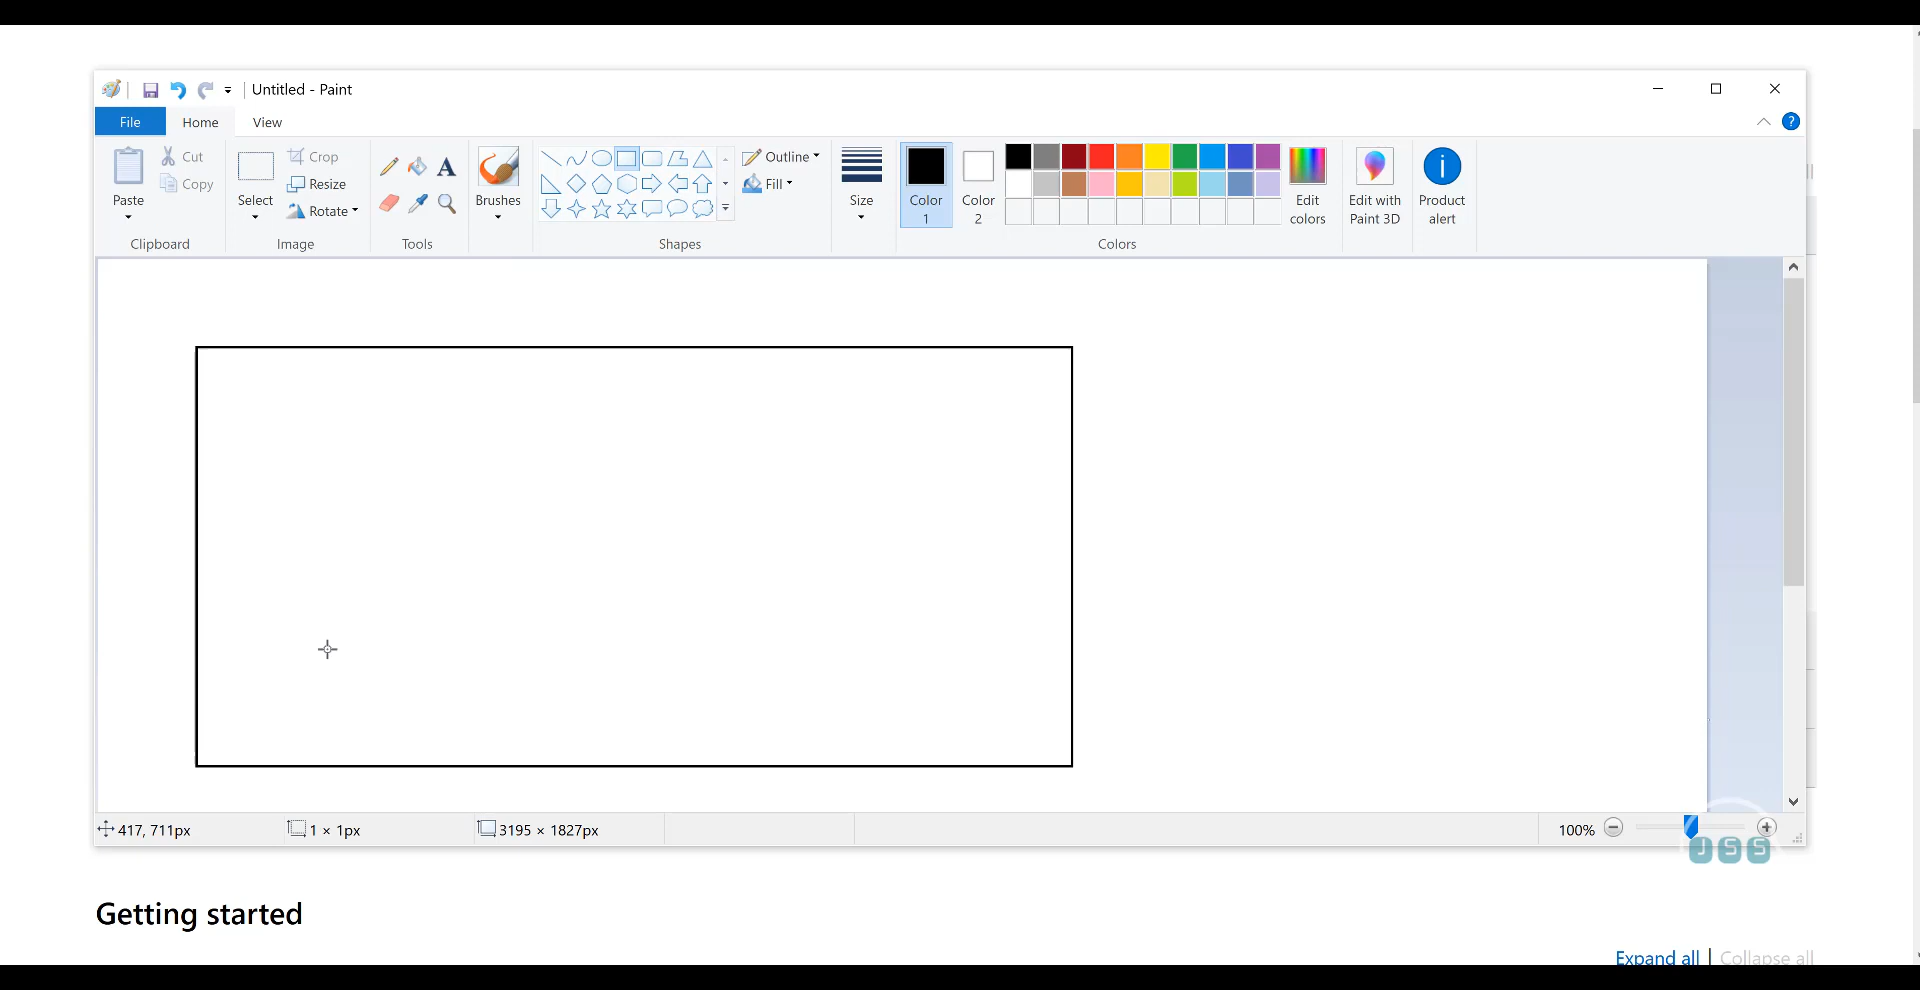 Untitled - Paint
File Home View
Paste Cut Copy Select Crop Resize Rotate Brushes Outline Fill Size Color 1 Color 2 Edit colors Edit with Paint 3D Product alert
Clipboard Image Tools Shapes Colors
417, 711px 1 × 1px 3195 × 1827px 100%
JSS
Getting started
Expand all | Collapse all